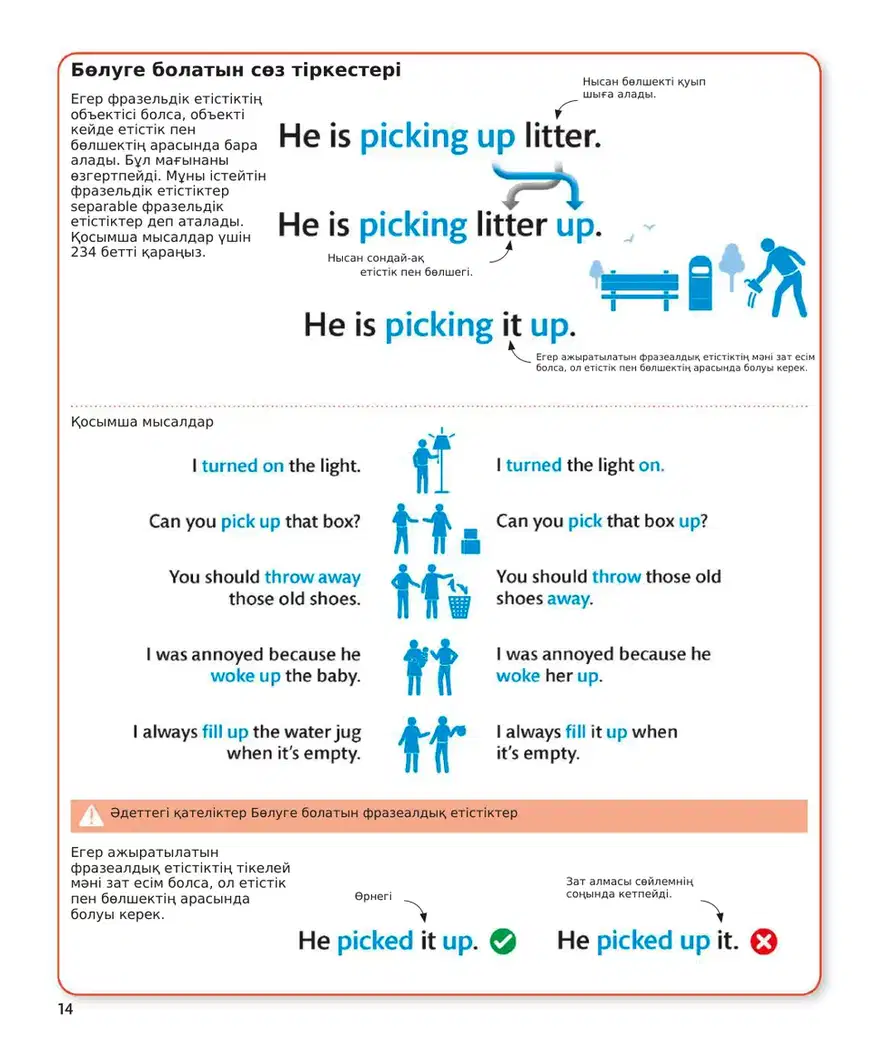 Бөлуге болатын сөз тіркестері
Егер фразельдік етістіктің
объектісі болса, объекті
кейде етістік пен
бөлшектің арасында бара
алады. Бұл мағынаны
өзгертпейді. Мұны істейтін
фразельдік етістіктер
separable фразельдік
етістіктер деп аталады.
Қосымша мысалдар үшін
234 бетті қараңыз.
Нысан бөлшекті қуып
шыға алады.
He is picking up litter.
He is picking litter up.
Нысан сондай-ақ
етістік пен бөлшегі.
He is picking it up.
Егер ажыратылатын фразеалдық етістіктің мәні зат есім
болса, ол етістік пен бөлшектің арасында болуы керек.
Қосымша мысалдар
I turned on the light.
I turned the light on.
Can you pick up that box?
Can you pick that box up?
You should throw away
those old shoes.
You should throw those old
shoes away.
I was annoyed because he
woke up the baby.
I was annoyed because he
woke her up.
I always fill up the water jug
when it's empty.
I always fill it up when
it's empty.
Әдеттегі қателіктер Бөлуге болатын фразеалдық етістіктер
Егер ажыратылатын
фразеалдық етістіктің тікелей
мәні зат есім болса, ол етістік
пен бөлшектің арасында
болуы керек.
Өрнегі
He picked it up.
Зат алмасы сөйлемнің
соңында кетпейді.
He picked up it.
14